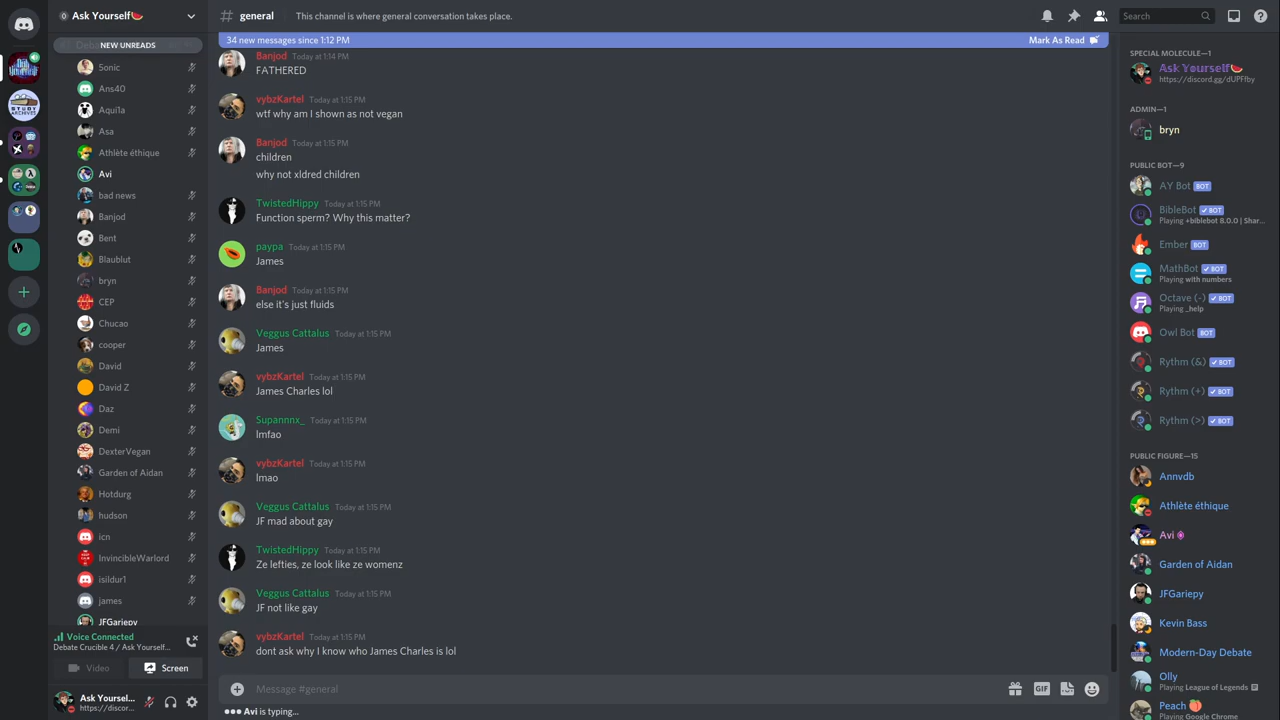 Ask Yourself🍉
# general
This channel is where general conversation takes place.
Search
NEW UNREADS
5onic
Ans40
Aqui1a
Asa
Athlète éthique
Avi
bad news
Banjod
Bent
Blaublut
bryn
CEP
Chucao
cooper
David
David Z
Daz
Demi
DexterVegan
Garden of Aidan
Hotdurg
hudson
icn
InvincibleWarlord
isildur1
james
JFGariepy
Voice Connected
Debate Crucible 4 / Ask Yourself...
Video
Screen
Ask Yoursel...
https://discor...
34 new messages since 1:12 PM
Mark As Read
Banjod Today at 1:14 PM
FATHERED
vybzKartel Today at 1:15 PM
wtf why am I shown as not vegan
Banjod Today at 1:15 PM
children
why not xldred children
TwistedHippy Today at 1:15 PM
Function sperm? Why this matter?
paypa Today at 1:15 PM
James
Banjod Today at 1:15 PM
else it's just fluids
Veggus Cattalus Today at 1:15 PM
James
vybzKartel Today at 1:15 PM
James Charles lol
Supannnx_ Today at 1:15 PM
lmfao
vybzKartel Today at 1:15 PM
lmao
Veggus Cattalus Today at 1:15 PM
JF mad about gay
TwistedHippy Today at 1:15 PM
Ze lefties, ze look like ze womenz
Veggus Cattalus Today at 1:15 PM
JF not like gay
vybzKartel Today at 1:15 PM
dont ask why I know who James Charles is lol
Message #general
GIF
Avi is typing...
SPECIAL MOLECULE—1
Ask Yourself🍉
https://discord.gg/dUPFfby
ADMIN—1
bryn
PUBLIC BOT—9
AY Bot BOT
BibleBot ✔BOT
Playing +biblebot 8.0.0 | Shar...
Ember BOT
MathBot ✔BOT
Playing with numbers
Octave (-) ✔BOT
Playing _help
Owl Bot BOT
Rythm (&) ✔BOT
Rythm (+) ✔BOT
Rythm (>) ✔BOT
PUBLIC FIGURE—15
Annvdb
Athlète éthique
Avi
Garden of Aidan
JFGariepy
Kevin Bass
Modern-Day Debate
Olly
Playing League of Legends
Peach 🍑
Playing Google Chrome